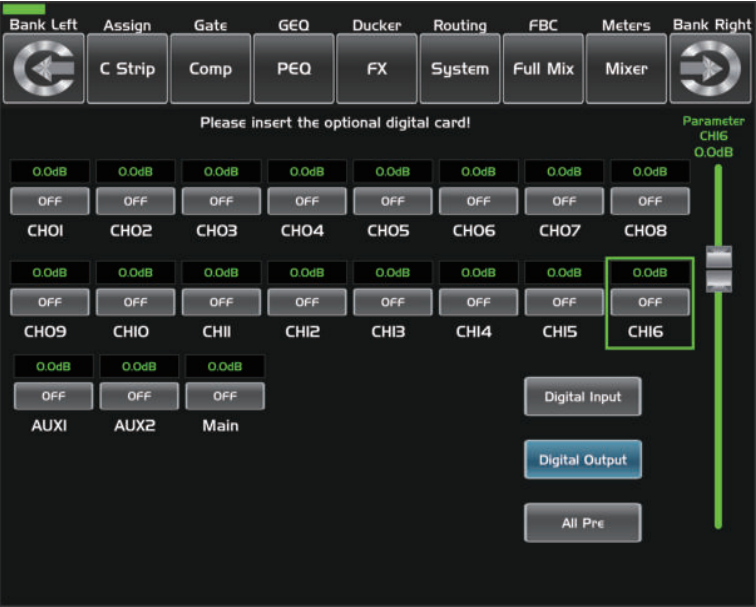 Bank Left Assign Gate GEQ Ducker Routing FBC Meters Bank Right
C Strip Comp PEQ FX System Full Mix Mixer
Please insert the optional digital card!
Parameter
CH16
0.0dB
0.0dB 0.0dB 0.0dB 0.0dB 0.0dB 0.0dB 0.0dB 0.0dB
OFF OFF OFF OFF OFF OFF OFF OFF
CH01 CH02 CH03 CH04 CH05 CH06 CH07 CH08
0.0dB 0.0dB 0.0dB 0.0dB 0.0dB 0.0dB 0.0dB 0.0dB
OFF OFF OFF OFF OFF OFF OFF OFF
CH09 CH10 CH11 CH12 CH13 CH14 CH15 CH16
0.0dB 0.0dB 0.0dB
OFF OFF OFF
AUX1 AUX2 Main
Digital Input
Digital Output
All Pre